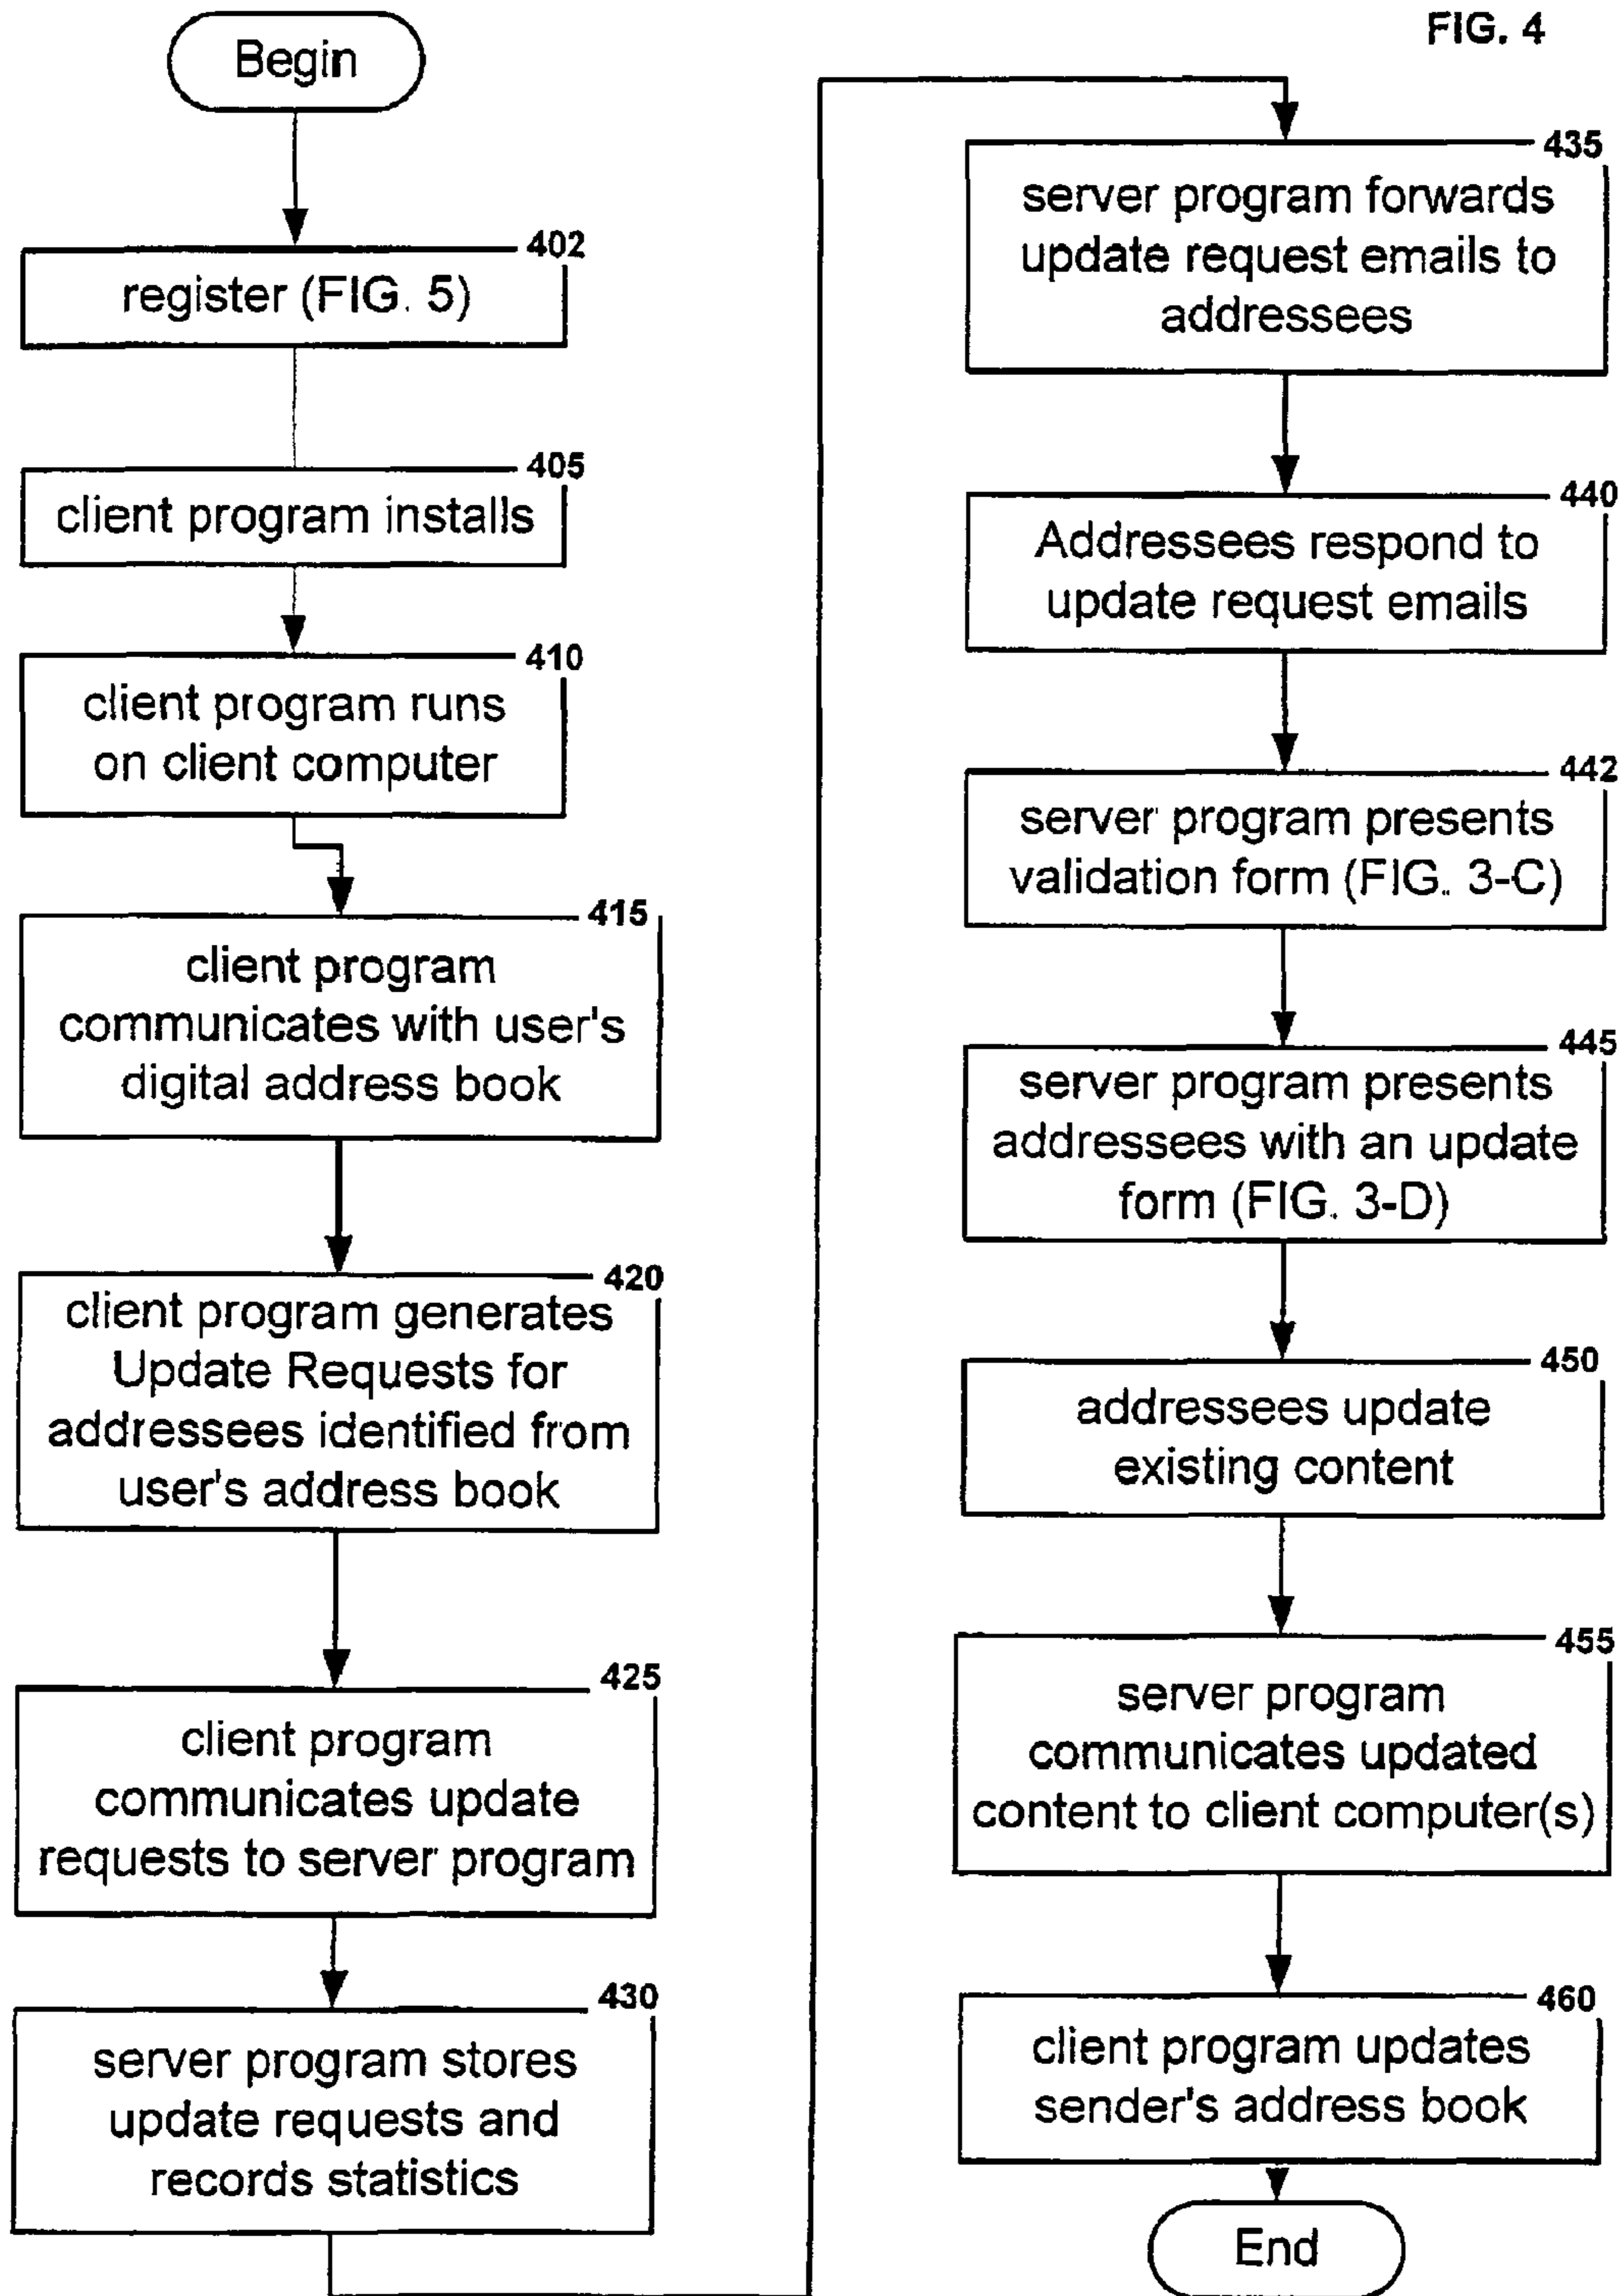 FIG. 4
Begin
402
register (FIG. 5)
405
client program installs
410
client program runs
on client computer
415
client program
communicates with user's
digital address book
420
client program generates
Update Requests for
addressees identified from
user's address book
425
client program
communicates update
requests to server program
430
server program stores
update requests and
records statistics
435
server program forwards
update request emails to
addressees
440
Addressees respond to
update request emails
442
server program presents
validation form (FIG. 3-C)
445
server program presents
addressees with an update
form (FIG. 3-D)
450
addressees update
existing content
455
server program
communicates updated
content to client computer(s)
460
client program updates
sender's address book
End